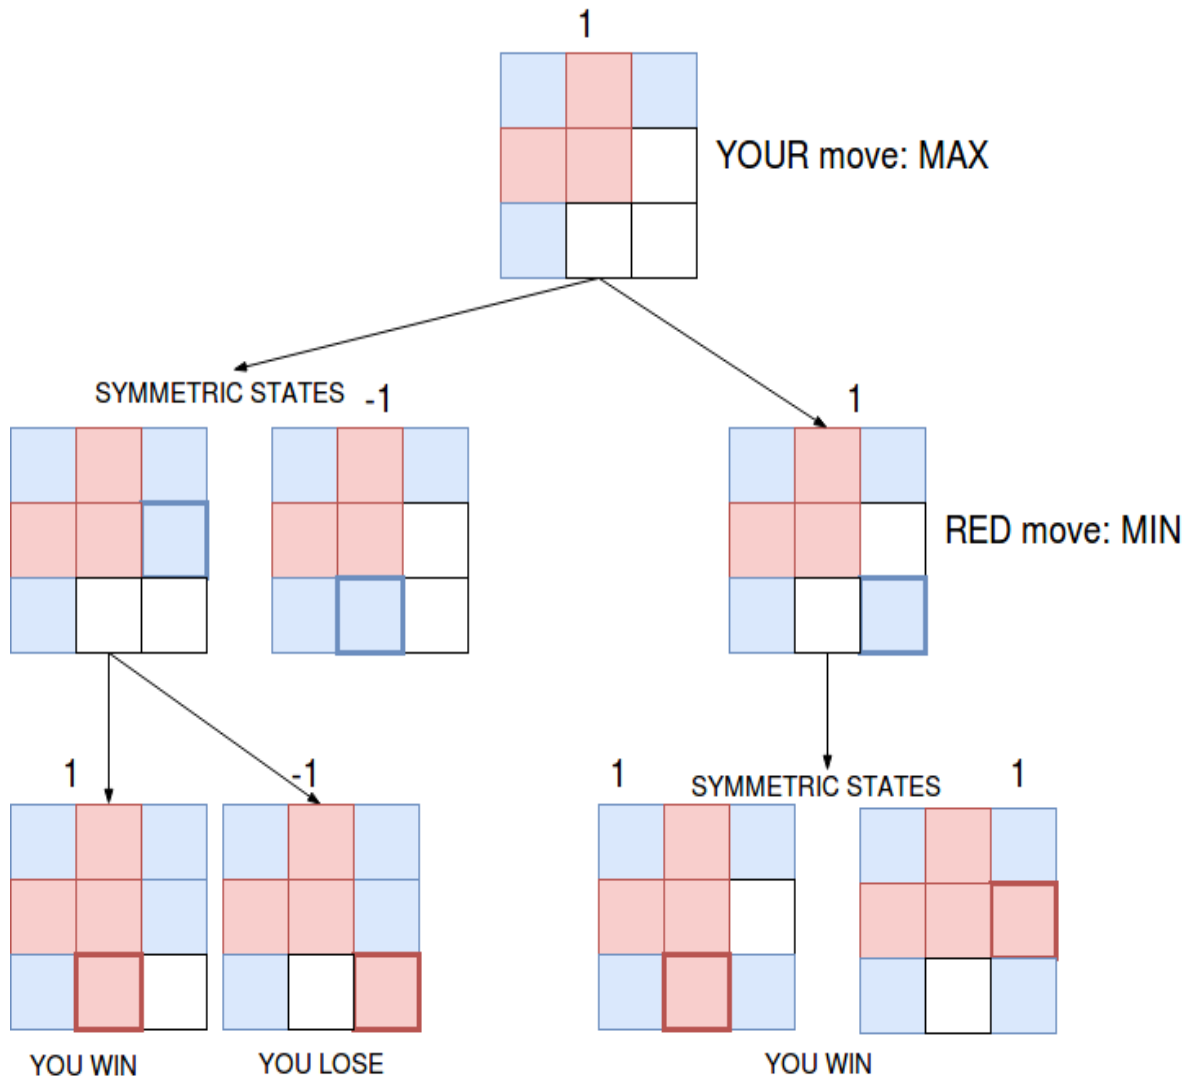 1
YOUR move: MAX
SYMMETRIC STATES
-1
1
RED move: MIN
1
-1
1
SYMMETRIC STATES
1
YOU WIN
YOU LOSE
YOU WIN